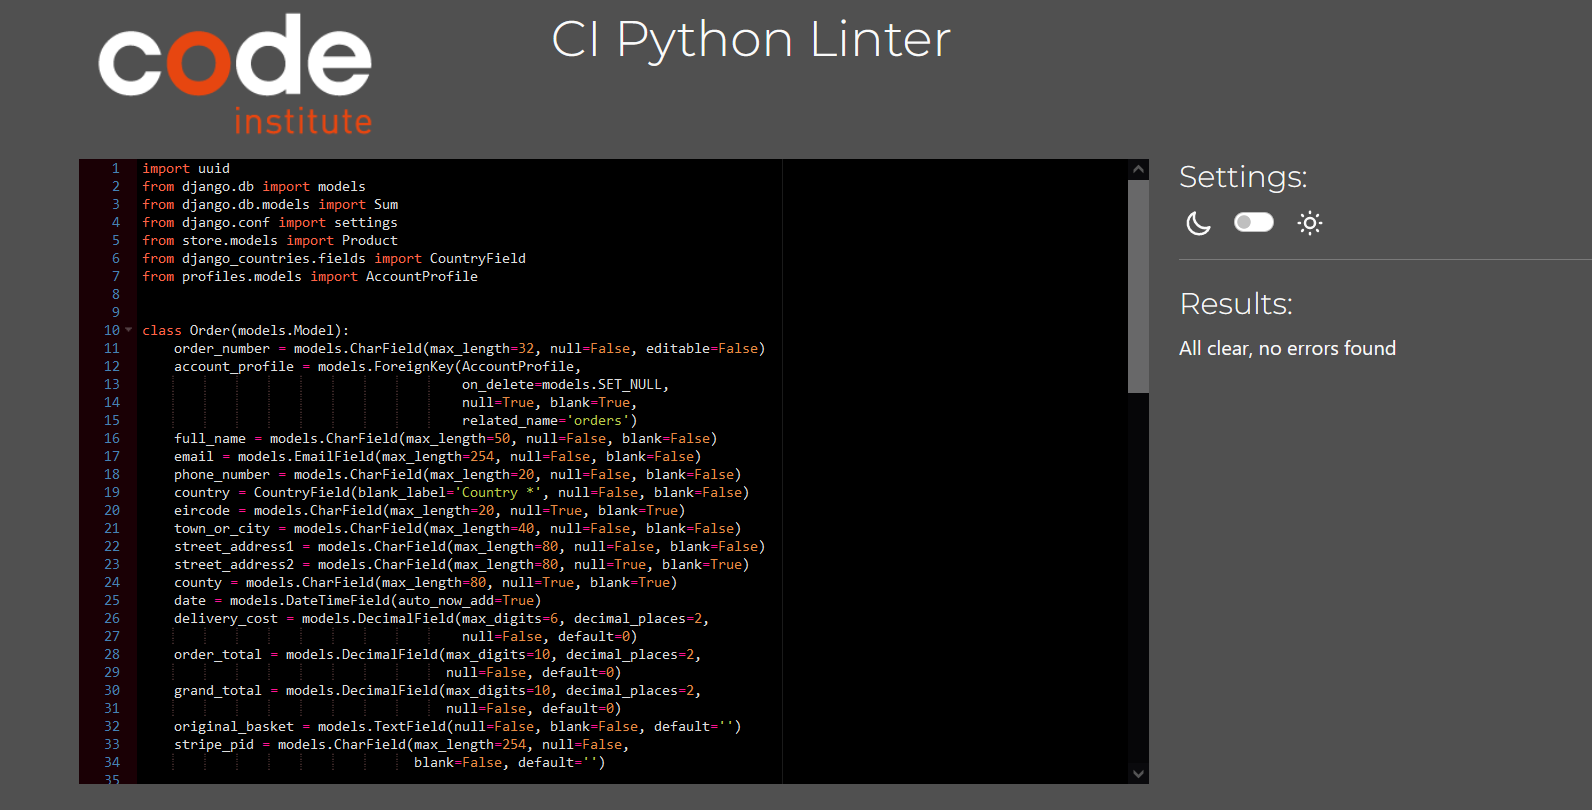 code
institute
CI Python Linter
1 import uuid
2 from django.db import models
3 from django.db.models import Sum
4 from django.conf import settings
5 from store.models import Product
6 from django_countries.fields import CountryField
7 from profiles.models import AccountProfile
8
9
10 class Order(models.Model):
11     order_number = models.CharField(max_length=32, null=False, editable=False)
12     account_profile = models.ForeignKey(AccountProfile,
13                                         on_delete=models.SET_NULL,
14                                         null=True, blank=True,
15                                         related_name='orders')
16     full_name = models.CharField(max_length=50, null=False, blank=False)
17     email = models.EmailField(max_length=254, null=False, blank=False)
18     phone_number = models.CharField(max_length=20, null=False, blank=False)
19     country = CountryField(blank_label='Country *', null=False, blank=False)
20     eircode = models.CharField(max_length=20, null=True, blank=True)
21     town_or_city = models.CharField(max_length=40, null=False, blank=False)
22     street_address1 = models.CharField(max_length=80, null=False, blank=False)
23     street_address2 = models.CharField(max_length=80, null=True, blank=True)
24     county = models.CharField(max_length=80, null=True, blank=True)
25     date = models.DateTimeField(auto_now_add=True)
26     delivery_cost = models.DecimalField(max_digits=6, decimal_places=2,
27                                         null=False, default=0)
28     order_total = models.DecimalField(max_digits=10, decimal_places=2,
29                                       null=False, default=0)
30     grand_total = models.DecimalField(max_digits=10, decimal_places=2,
31                                       null=False, default=0)
32     original_basket = models.TextField(null=False, blank=False, default='')
33     stripe_pid = models.CharField(max_length=254, null=False,
34                                   blank=False, default='')
35
Settings:
Results:
All clear, no errors found